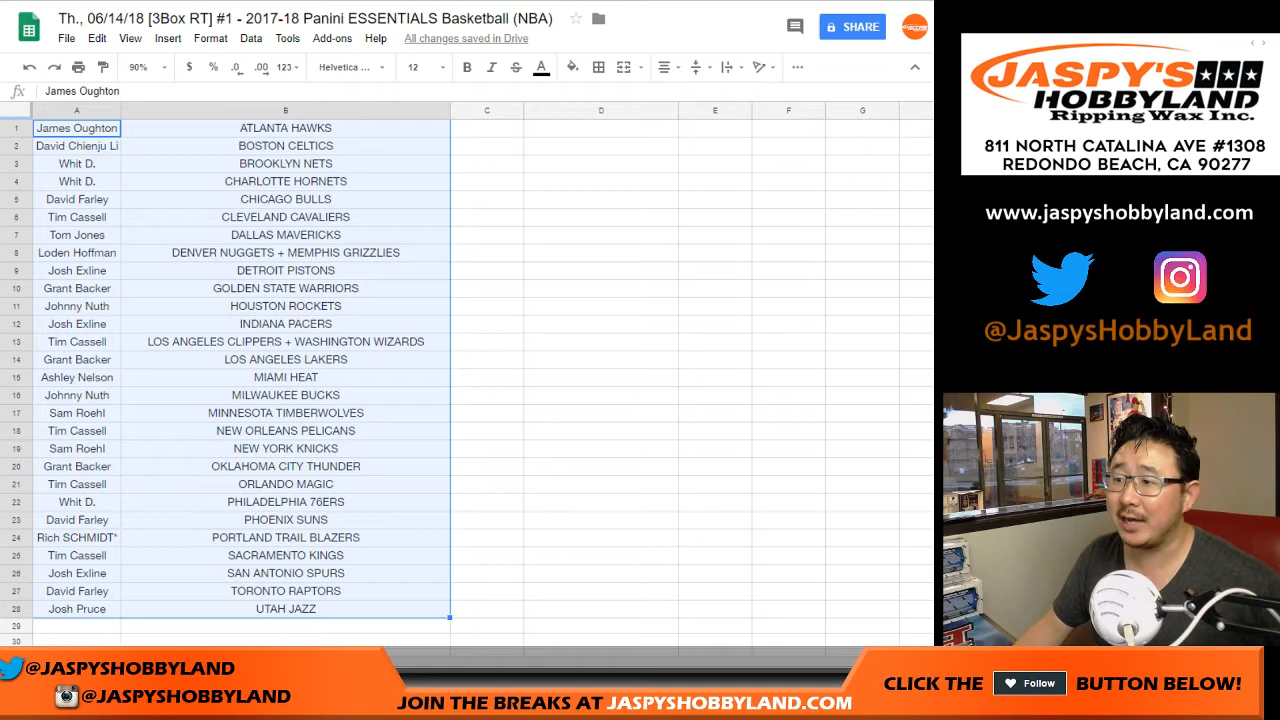 Th., 06/14/18 [3Box RT] #1 - 2017-18 Panini ESSENTIALS Basketball (NBA)
File Edit View Insert Format Data Tools Add-ons Help All changes saved in Drive
SHARE
90% $ % .0 .00 123 Helvetica ... 12 B I S A
fx James Oughton
A B C D E F G
1 James Oughton ATLANTA HAWKS
2 David Chienju Li BOSTON CELTICS
3 Whit D. BROOKLYN NETS
4 Whit D. CHARLOTTE HORNETS
5 David Farley CHICAGO BULLS
6 Tim Cassell CLEVELAND CAVALIERS
7 Tom Jones DALLAS MAVERICKS
8 Loden Hoffman DENVER NUGGETS + MEMPHIS GRIZZLIES
9 Josh Exline DETROIT PISTONS
10 Grant Backer GOLDEN STATE WARRIORS
11 Johnny Nuth HOUSTON ROCKETS
12 Josh Exline INDIANA PACERS
13 Tim Cassell LOS ANGELES CLIPPERS + WASHINGTON WIZARDS
14 Grant Backer LOS ANGELES LAKERS
15 Ashley Nelson MIAMI HEAT
16 Johnny Nuth MILWAUKEE BUCKS
17 Sam Roehl MINNESOTA TIMBERWOLVES
18 Tim Cassell NEW ORLEANS PELICANS
19 Sam Roehl NEW YORK KNICKS
20 Grant Backer OKLAHOMA CITY THUNDER
21 Tim Cassell ORLANDO MAGIC
22 Whit D. PHILADELPHIA 76ERS
23 David Farley PHOENIX SUNS
24 Rich SCHMIDT* PORTLAND TRAIL BLAZERS
25 Tim Cassell SACRAMENTO KINGS
26 Josh Exline SAN ANTONIO SPURS
27 David Farley TORONTO RAPTORS
28 Josh Pruce UTAH JAZZ
29
30
JASPY'S
HOBBYLAND
Ripping Wax Inc.
811 NORTH CATALINA AVE #1308
REDONDO BEACH, CA 90277
www.jaspyshobbyland.com
@JaspysHobbyLand
@JASPYSHOBBYLAND
@JASPYSHOBBYLAND
JOIN THE BREAKS AT JASPYSHOBBYLAND.COM
CLICK THE Follow BUTTON BELOW!